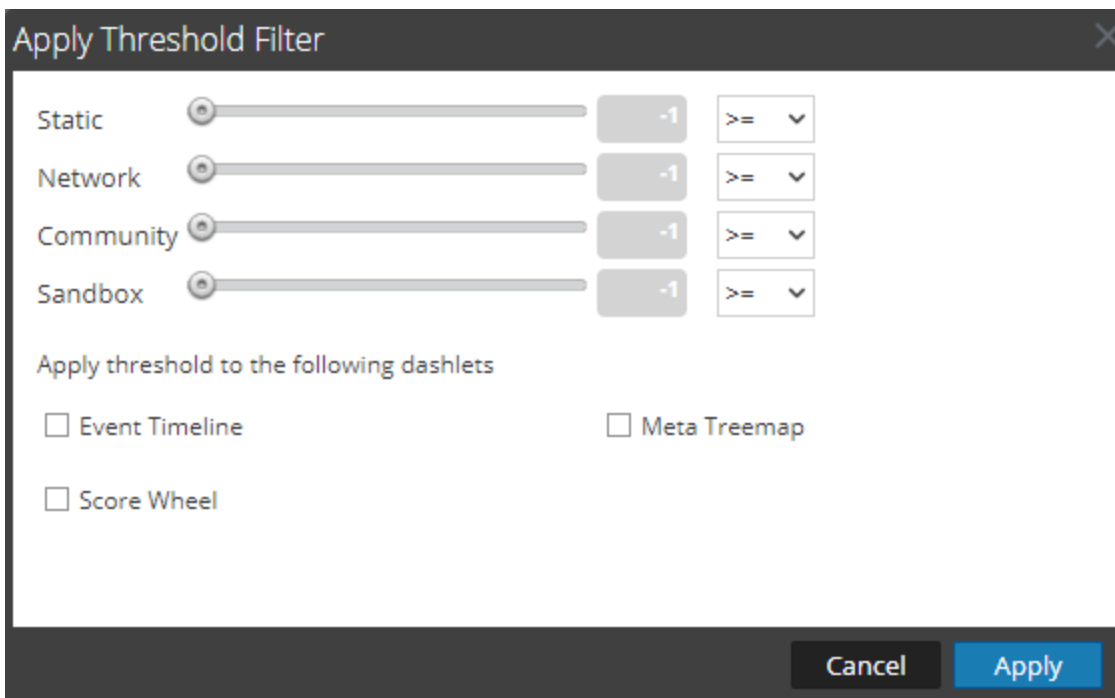 Apply Threshold Filter
Static -1 >=
Network -1 >=
Community -1 >=
Sandbox -1 >=
Apply threshold to the following dashlets
Event Timeline Meta Treemap
Score Wheel
Cancel Apply